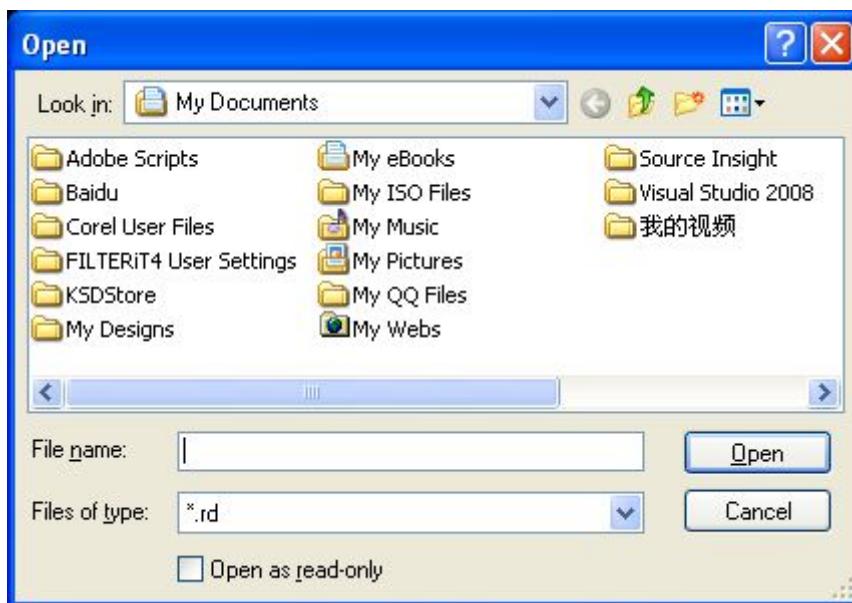 Open
Look in: My Documents
Adobe Scripts
Baidu
Corel User Files
FILTERiT4 User Settings
KSDStore
My Designs
My eBooks
My ISO Files
My Music
My Pictures
My QQ Files
My Webs
Source Insight
Visual Studio 2008
我的视频
File name:
Open
Files of type: *.rd
Cancel
Open as read-only